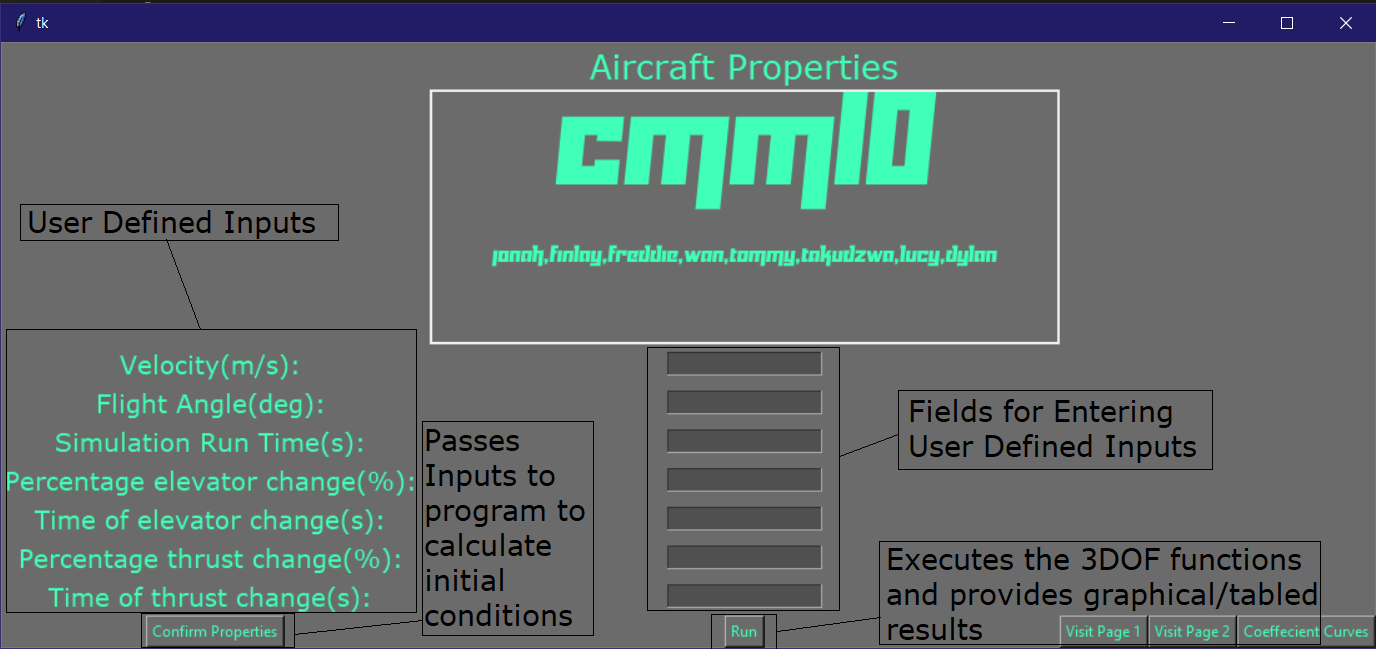 tk
Aircraft Properties
cmm10
jonah,finlay,freddie,wan,tammy,takudzwa,lucy,dylan
User Defined Inputs
Velocity(m/s):
Flight Angle(deg):
Simulation Run Time(s):
Percentage elevator change(%):
Time of elevator change(s):
Percentage thrust change(%):
Time of thrust change(s):
Confirm Properties
Passes
Inputs to
program to
calculate
initial
conditions
Fields for Entering
User Defined Inputs
Run
Executes the 3DOF functions
and provides graphical/tabled
results
Visit Page 1
Visit Page 2
Coeffecient Curves